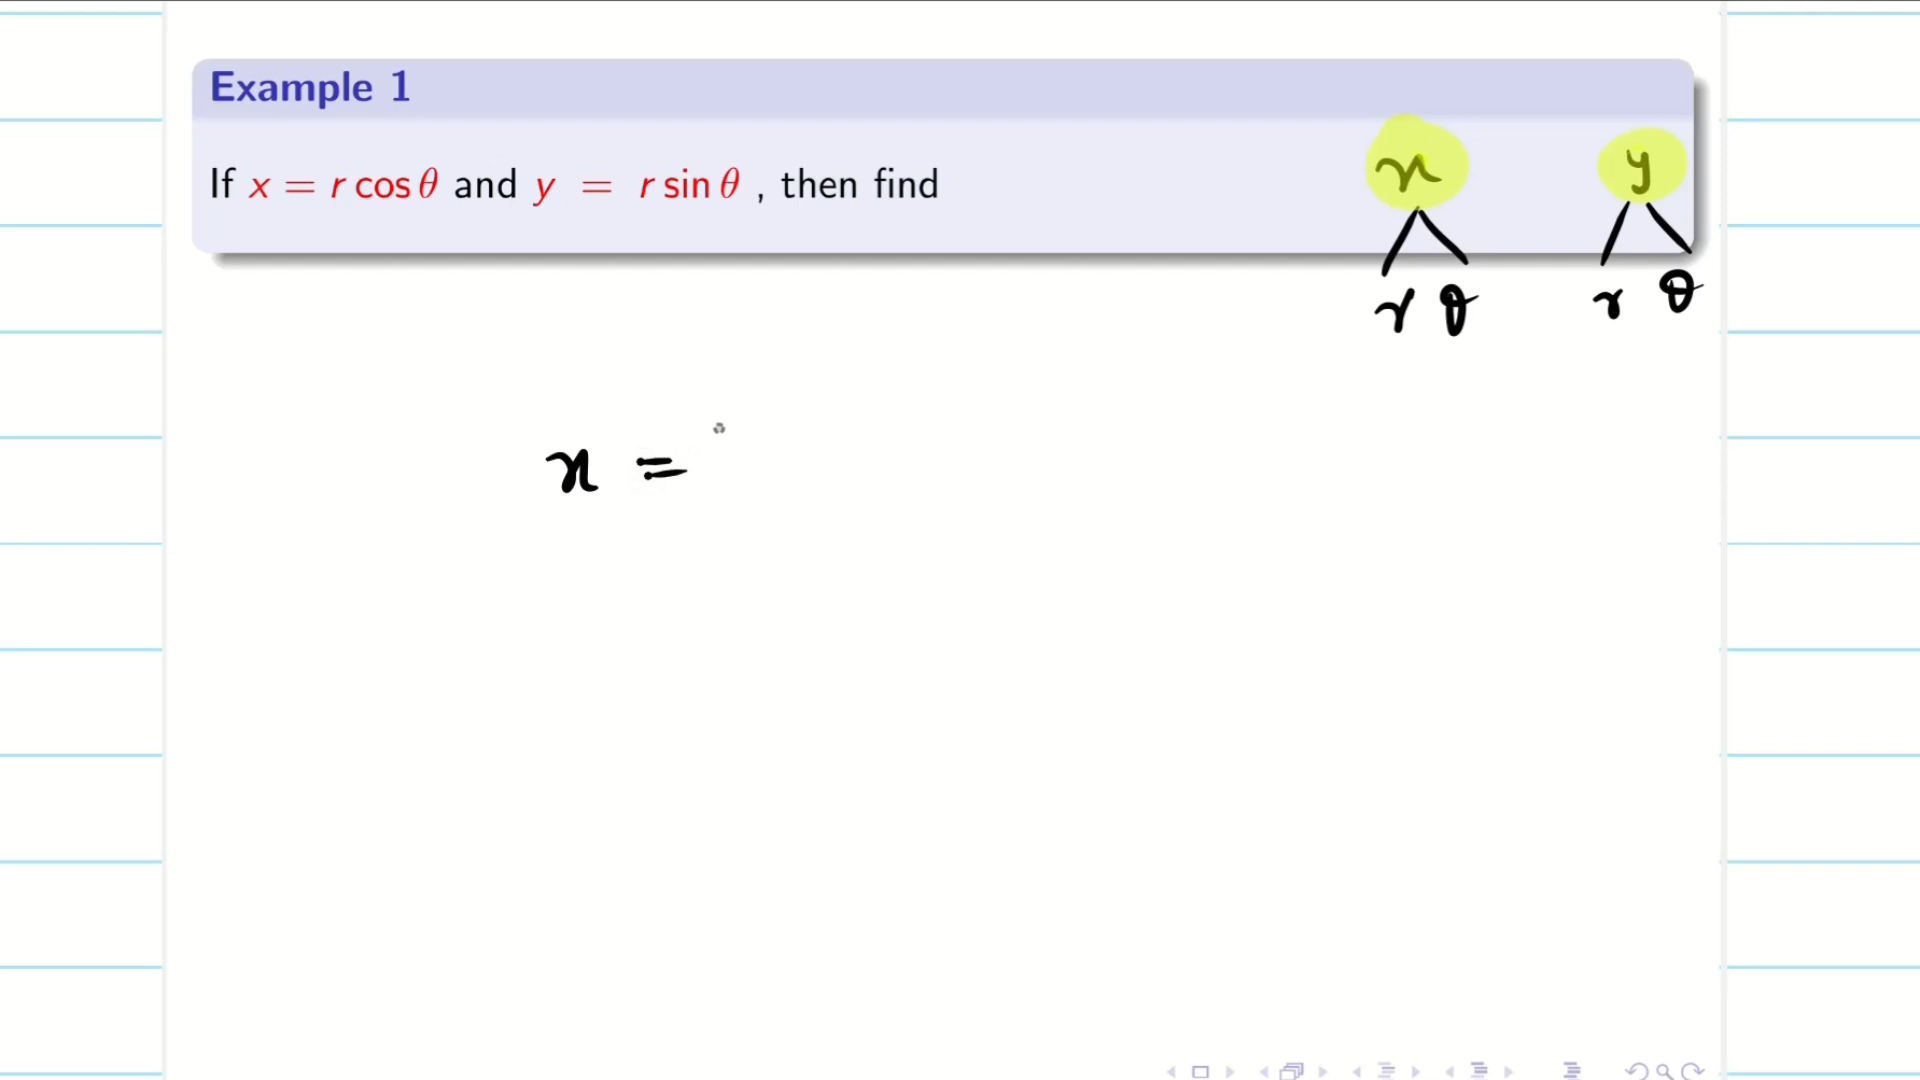 Example 1
If x = r cos θ and y = r sin θ , then find
x y
r θ r θ
x =